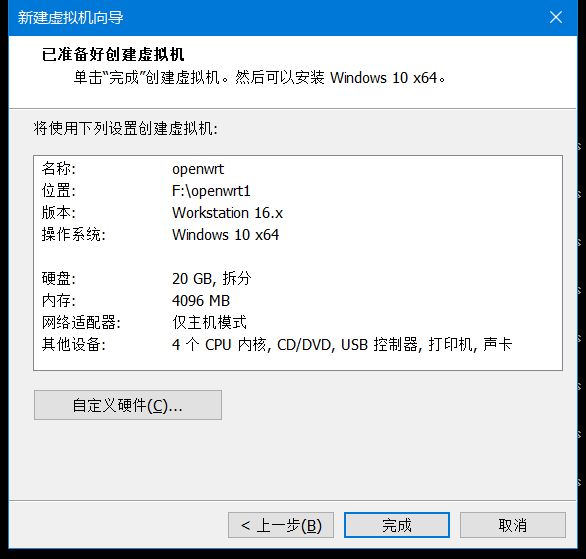 新建虚拟机向导
已准备好创建虚拟机
单击“完成”创建虚拟机。然后可以安装 Windows 10 x64。
将使用下列设置创建虚拟机:
名称: openwrt
位置: F:\openwrt1
版本: Workstation 16.x
操作系统: Windows 10 x64
硬盘: 20 GB, 拆分
内存: 4096 MB
网络适配器: 仅主机模式
其他设备: 4 个 CPU 内核, CD/DVD, USB 控制器, 打印机, 声卡
自定义硬件(C)...
< 上一步(B) 完成 取消